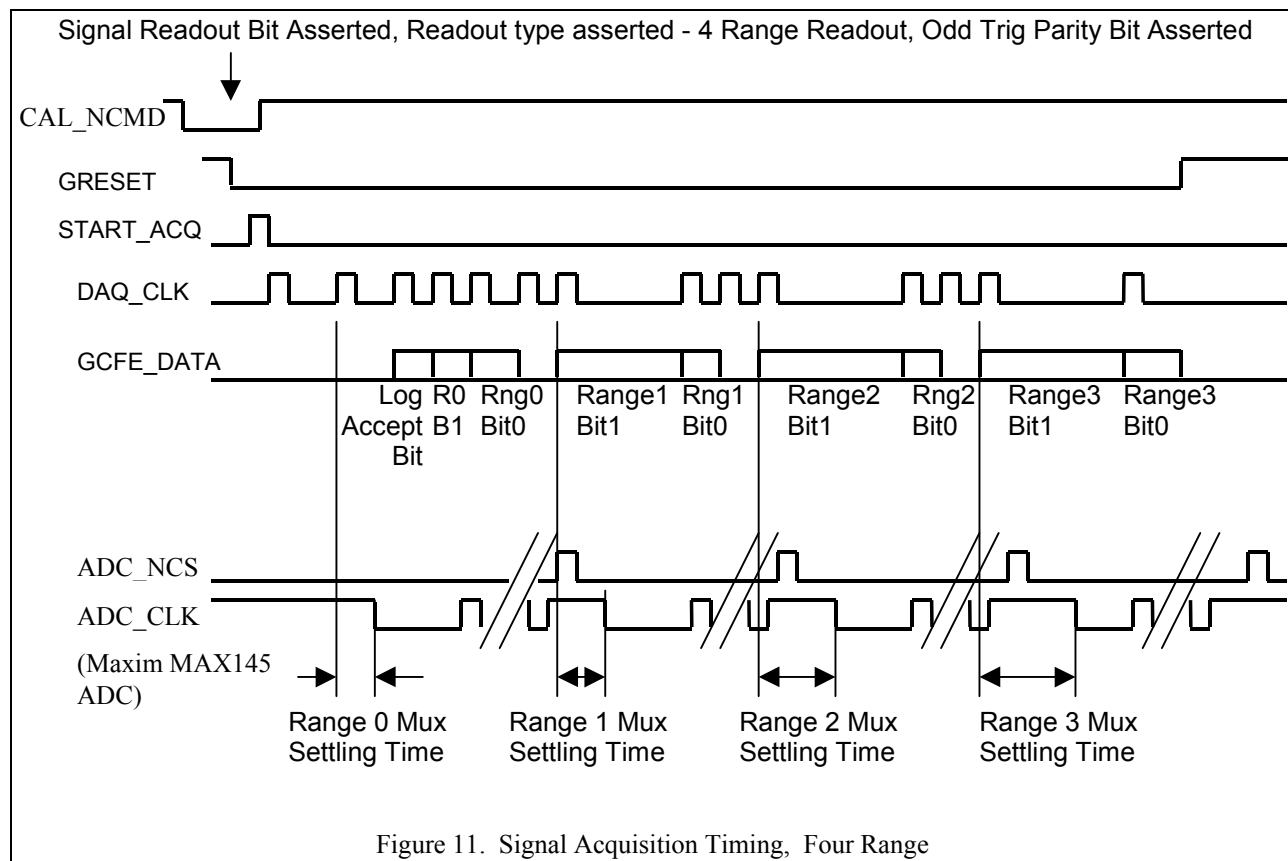 Signal Readout Bit Asserted, Readout type asserted - 4 Range Readout, Odd Trig Parity Bit Asserted
CAL_NCMD
GRESET
START_ACQ
DAQ_CLK
GCFE_DATA
Log R0 Rng0 Range1 Rng1 Range2 Rng2 Range3 Range3
Accept B1 Bit0 Bit1 Bit0 Bit1 Bit0 Bit1 Bit0
Bit
ADC_NCS
ADC_CLK
(Maxim MAX145
ADC)
Range 0 Mux
Settling Time
Range 1 Mux
Settling Time
Range 2 Mux
Settling Time
Range 3 Mux
Settling Time
Figure 11. Signal Acquisition Timing, Four Range